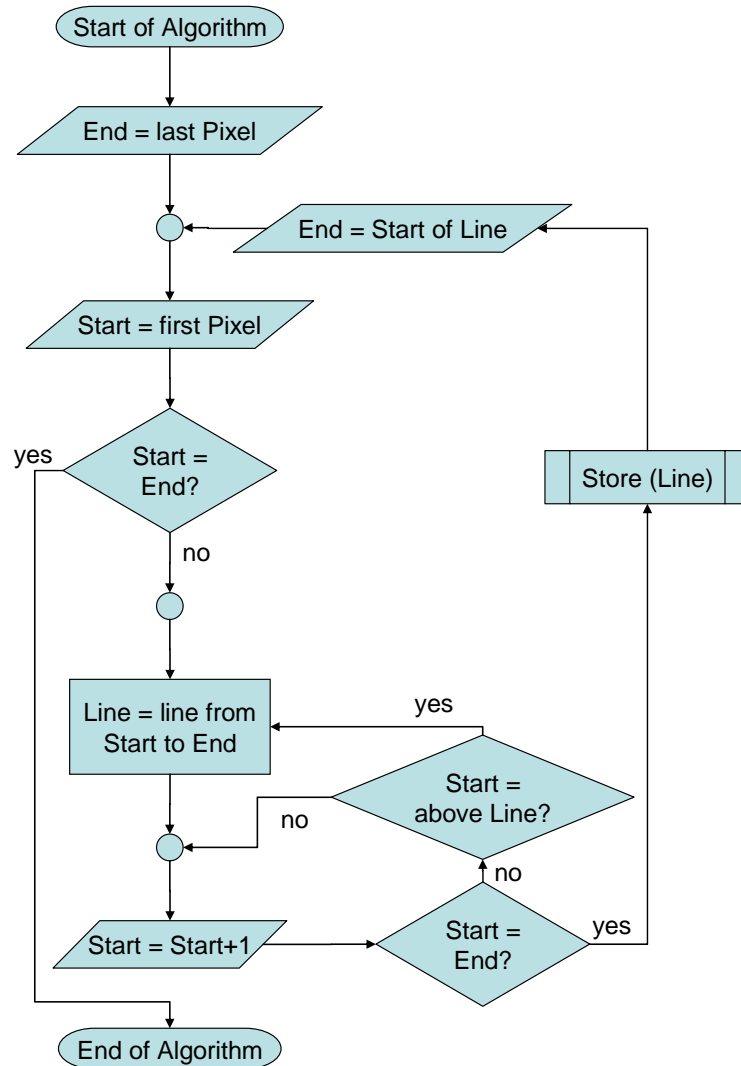 Start of Algorithm
End = last Pixel
End = Start of Line
Start = first Pixel
yes
Start =
End?
Store (Line)
no
Line = line from
Start to End
yes
Start =
above Line?
no
no
Start = Start+1
Start =
End?
yes
End of Algorithm